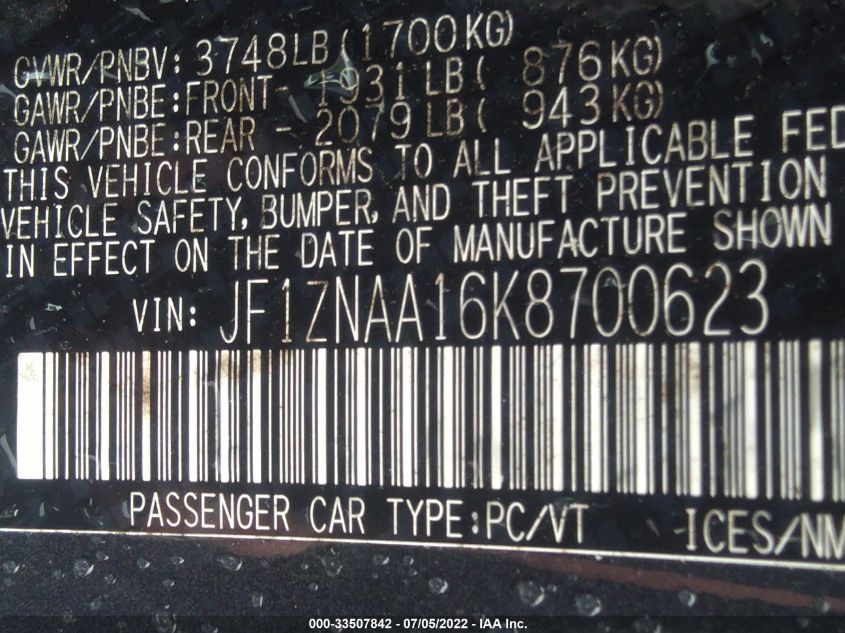 GVWR/PNBV: 3748LB(1700KG)
GAWR/PNBE:FRONT- 1931LB( 876KG)
GAWR/PNBE:REAR - 2079LB( 943KG)
THIS VEHICLE CONFORMS TO ALL APPLICABLE FED
VEHICLE SAFETY, BUMPER, AND THEFT PREVENTION
IN EFFECT ON THE DATE OF MANUFACTURE SHOWN
VIN: JF1ZNAA16K8700623
PASSENGER CAR TYPE:PC/VT ICES/NM
000-33507842 - 07/05/2022 - IAA Inc.